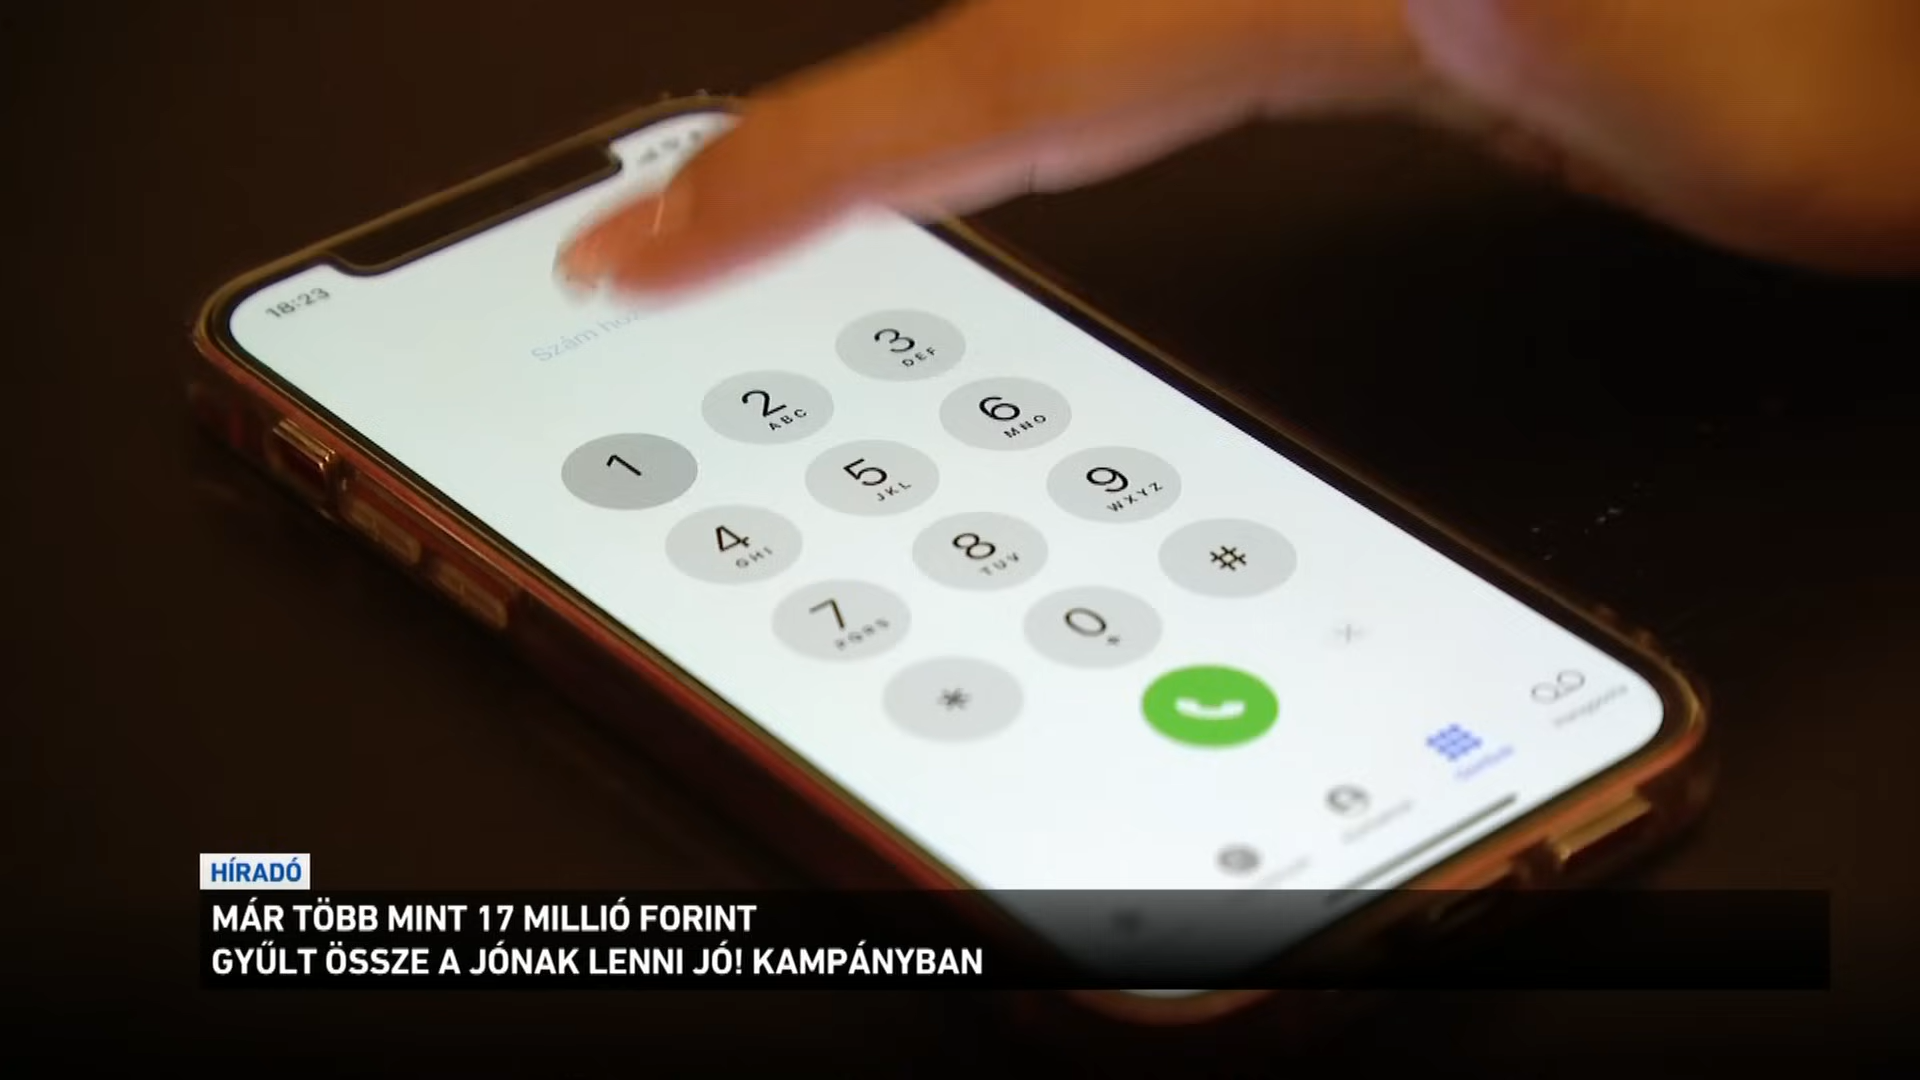 18:23
Szám
1
2
ABC
3
DEF
4
GHI
5
JKL
6
MNO
7
PQRS
8
TUV
9
WXYZ
*
0
+
#
HÍRADÓ
MÁR TÖBB MINT 17 MILLIÓ FORINT
GYŰLT ÖSSZE A JÓNAK LENNI JÓ! KAMPÁNYBAN